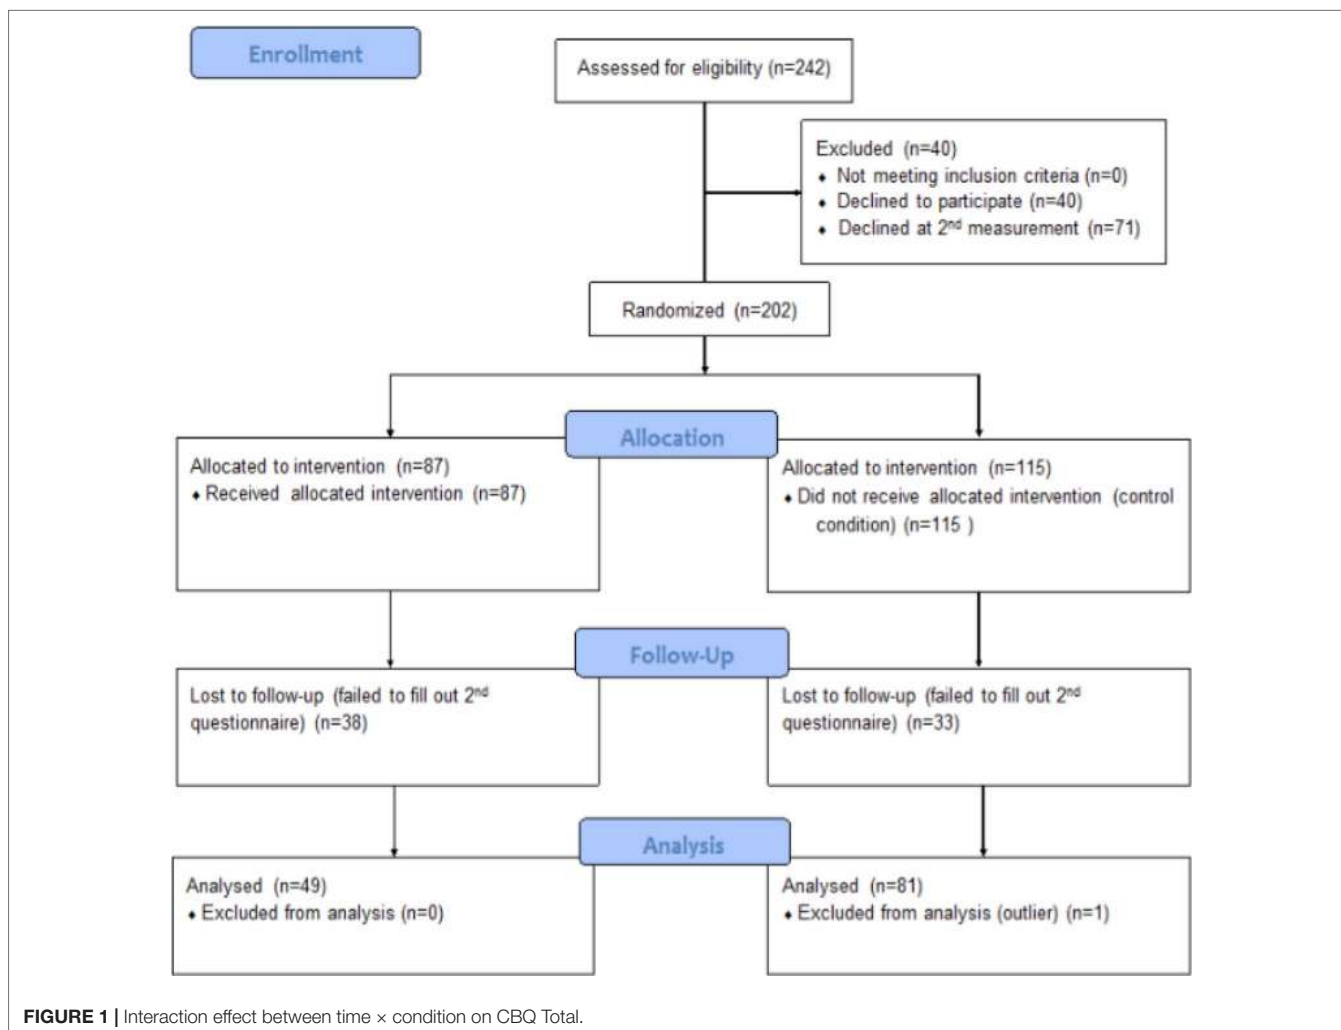 Enrollment
Assessed for eligibility (n=242)
Excluded (n=40)
♦ Not meeting inclusion criteria (n=0)
♦ Declined to participate (n=40)
♦ Declined at 2nd measurement (n=71)
Randomized (n=202)
Allocation
Allocated to intervention (n=87)
♦ Received allocated intervention (n=87)
Allocated to intervention (n=115)
♦ Did not receive allocated intervention (control
condition) (n=115 )
Follow-Up
Lost to follow-up (failed to fill out 2nd
questionnaire) (n=38)
Lost to follow-up (failed to fill out 2nd
questionnaire) (n=33)
Analysis
Analysed (n=49)
♦ Excluded from analysis (n=0)
Analysed (n=81)
♦ Excluded from analysis (outlier) (n=1)
FIGURE 1 | Interaction effect between time × condition on CBQ Total.